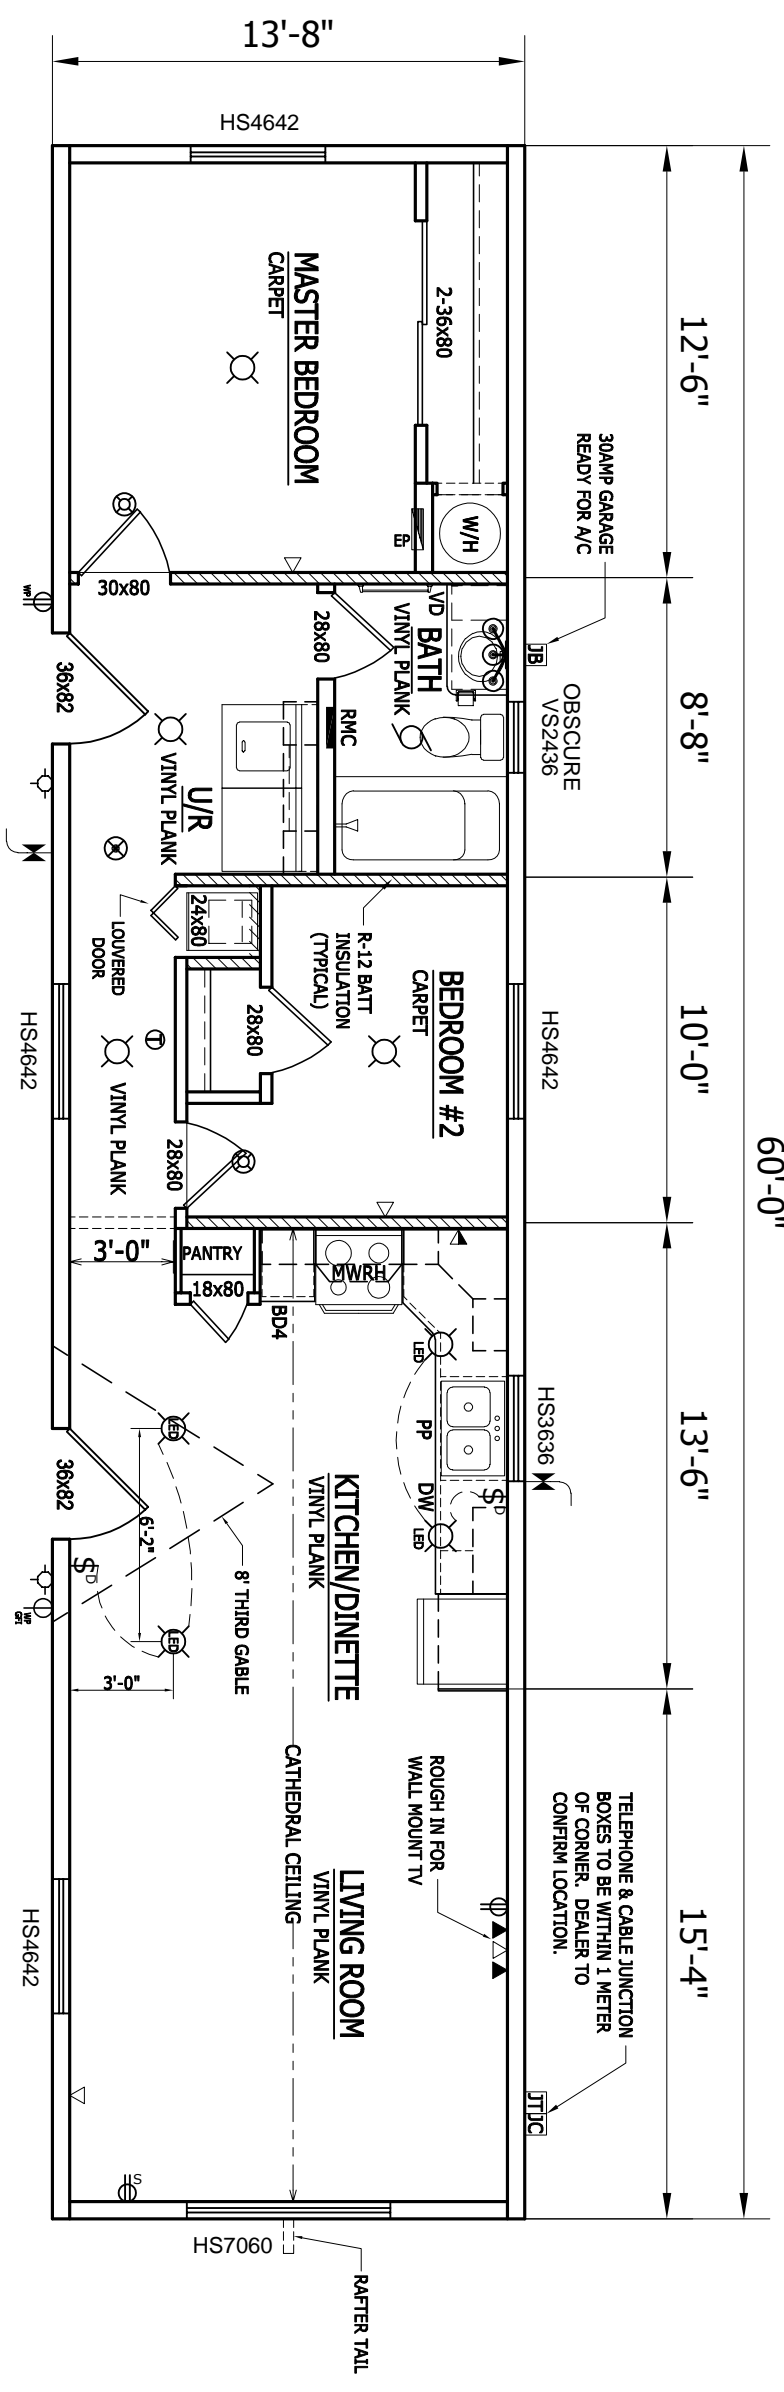 13'-8"
HS4642
12'-6"
8'-8"
10'-0"
13'-6"
15'-4"
60'-0"
MASTER BEDROOM
CARPET
2-36x80
W/H
EP
30x80
30AMP GARAGE
READY FOR A/C
JB
OBSCURE
VS2436
WP
36x82
28x80
VD
BATH
VINYL PLANK
RMC
U/R
VINYL PLANK
24x80
LOUVERED
DOOR
R-12 BATT
INSULATION
(TYPICAL)
BEDROOM #2
CARPET
28x80
T
VINYL PLANK
28x80
HS4642
HS4642
3'-0"
PANTRY
18x80
BD4
MWRH
LED
PP
DW
LED
S D
HS3636
LED
36x82
6'-2"
S D
WP
GFI
LED
3'-0"
8' THIRD GABLE
KITCHEN/DINETTE
VINYL PLANK
CATHEDRAL CEILING
ROUGH IN FOR
WALL MOUNT TV
LIVING ROOM
VINYL PLANK
TELEPHONE & CABLE JUNCTION
BOXES TO BE WITHIN 1 METER
OF CORNER. DEALER TO
CONFIRM LOCATION.
JT JC
HS4642
S
HS7060
RAFTER TAIL